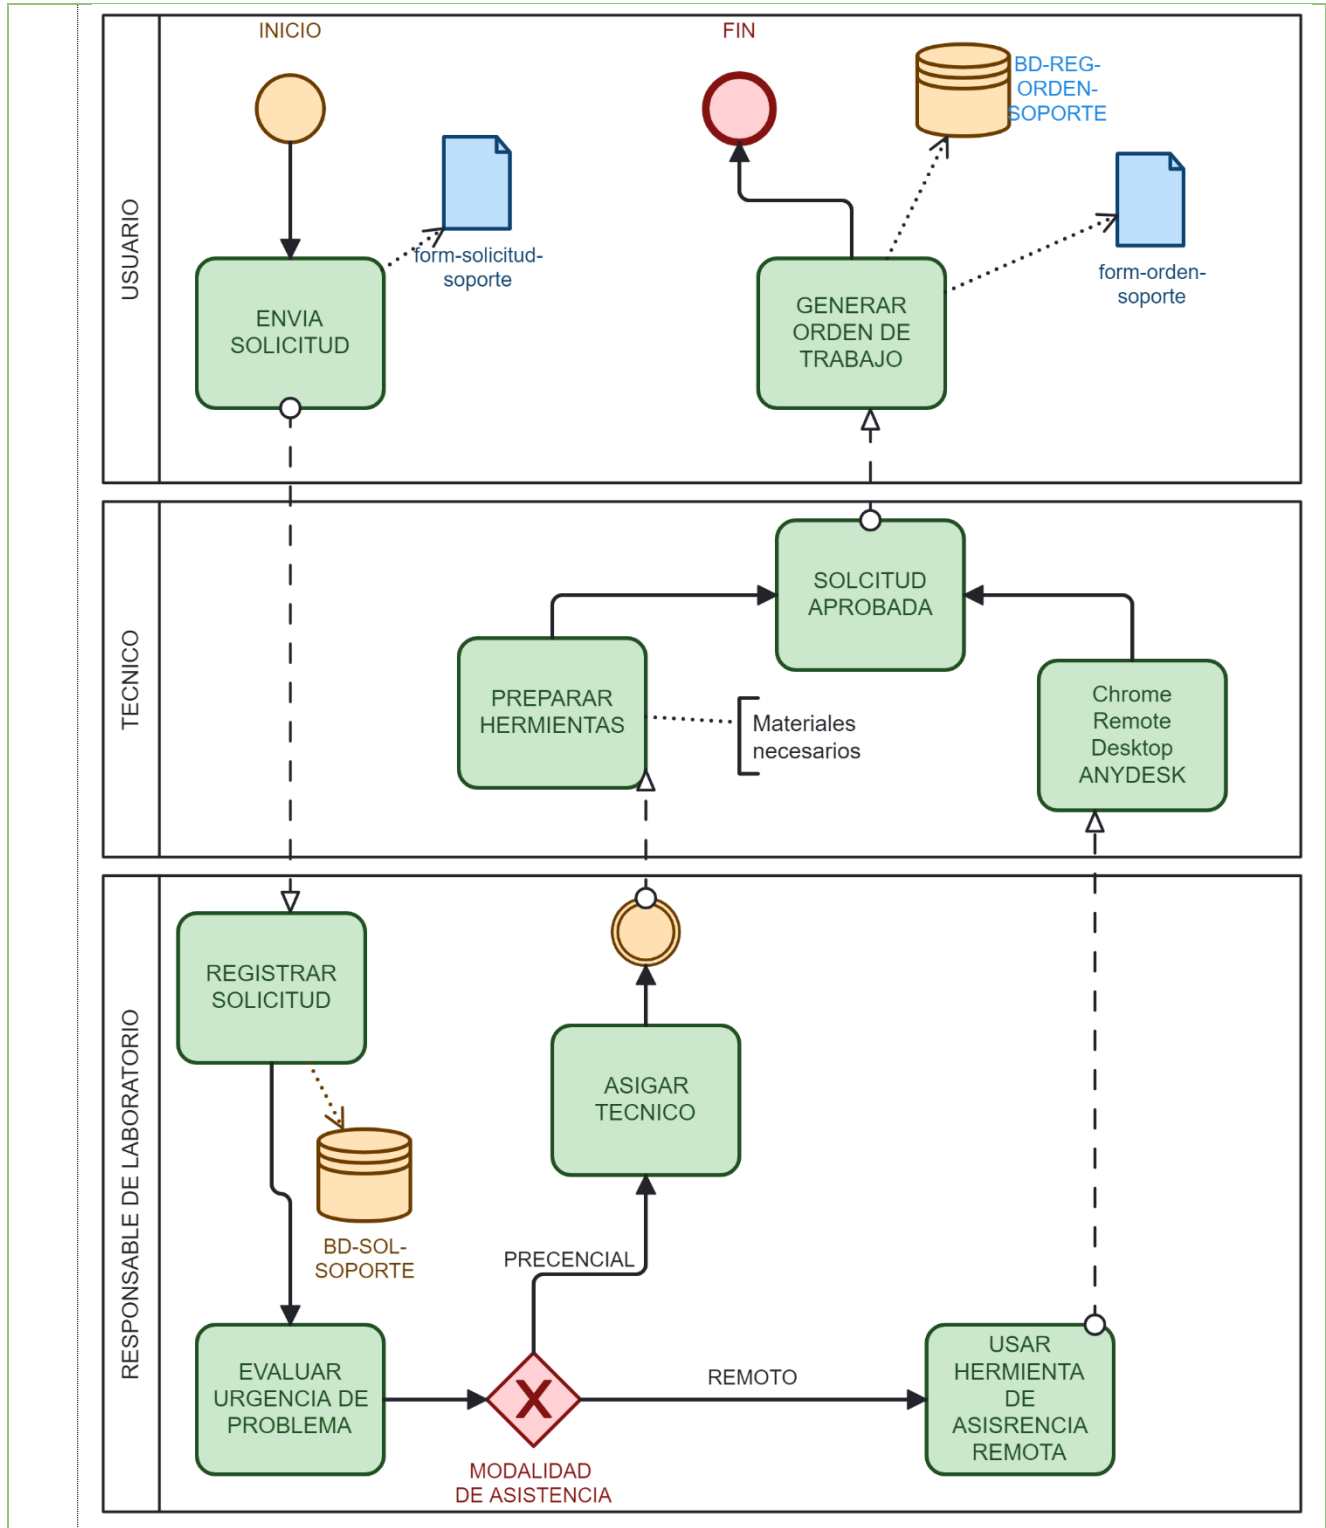 INICIO
FIN
BD-REG-
ORDEN-
SOPORTE
USUARIO
form-solicitud-
soporte
form-orden-
soporte
ENVIA
SOLICITUD
GENERAR
ORDEN DE
TRABAJO
TECNICO
SOLCITUD
APROBADA
PREPARAR
HERMIENTAS
Materiales
necesarios
Chrome
Remote
Desktop
ANYDESK
RESPONSABLE DE LABORATORIO
REGISTRAR
SOLICITUD
ASIGAR
TECNICO
BD-SOL-
SOPORTE
PRECENCIAL
EVALUAR
URGENCIA DE
PROBLEMA
X
REMOTO
USAR
HERMIENTA
DE
ASISRENCIA
REMOTA
MODALIDAD
DE ASISTENCIA